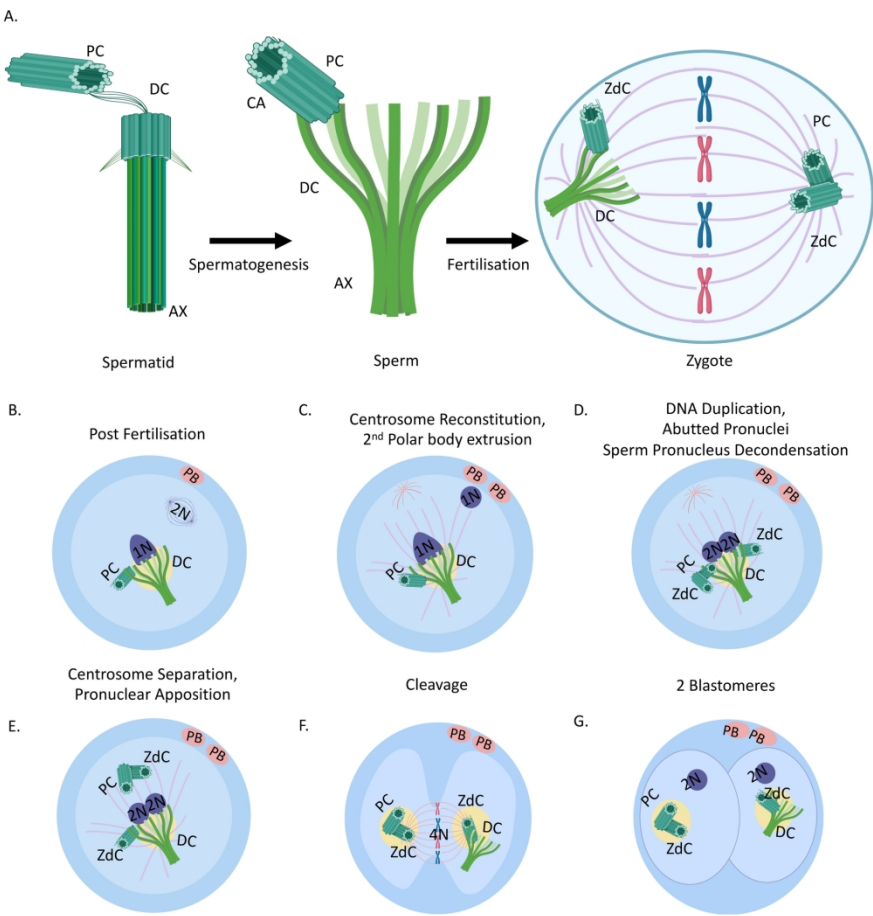 A.
PC
DC
AX
Spermatid
Spermatogenesis
PC
CA
DC
AX
Sperm
Fertilisation
ZdC
PC
DC
ZdC
Zygote
B.
Post Fertilisation
PB
2N
1N
PC
DC
C.
Centrosome Reconstitution,
2nd Polar body extrusion
PB
PB
1N
1N
PC
DC
D.
DNA Duplication,
Abutted Pronuclei
Sperm Pronucleus Decondensation
PB
PB
ZdC
2N
2N
PC
DC
ZdC
E.
Centrosome Separation,
Pronuclear Apposition
PB
PB
ZdC
PC
2N
2N
ZdC
DC
F.
Cleavage
PB
PB
PC
ZdC
4N
DC
ZdC
G.
2 Blastomeres
PB
PB
2N
2N
PC
ZdC
DC
ZdC